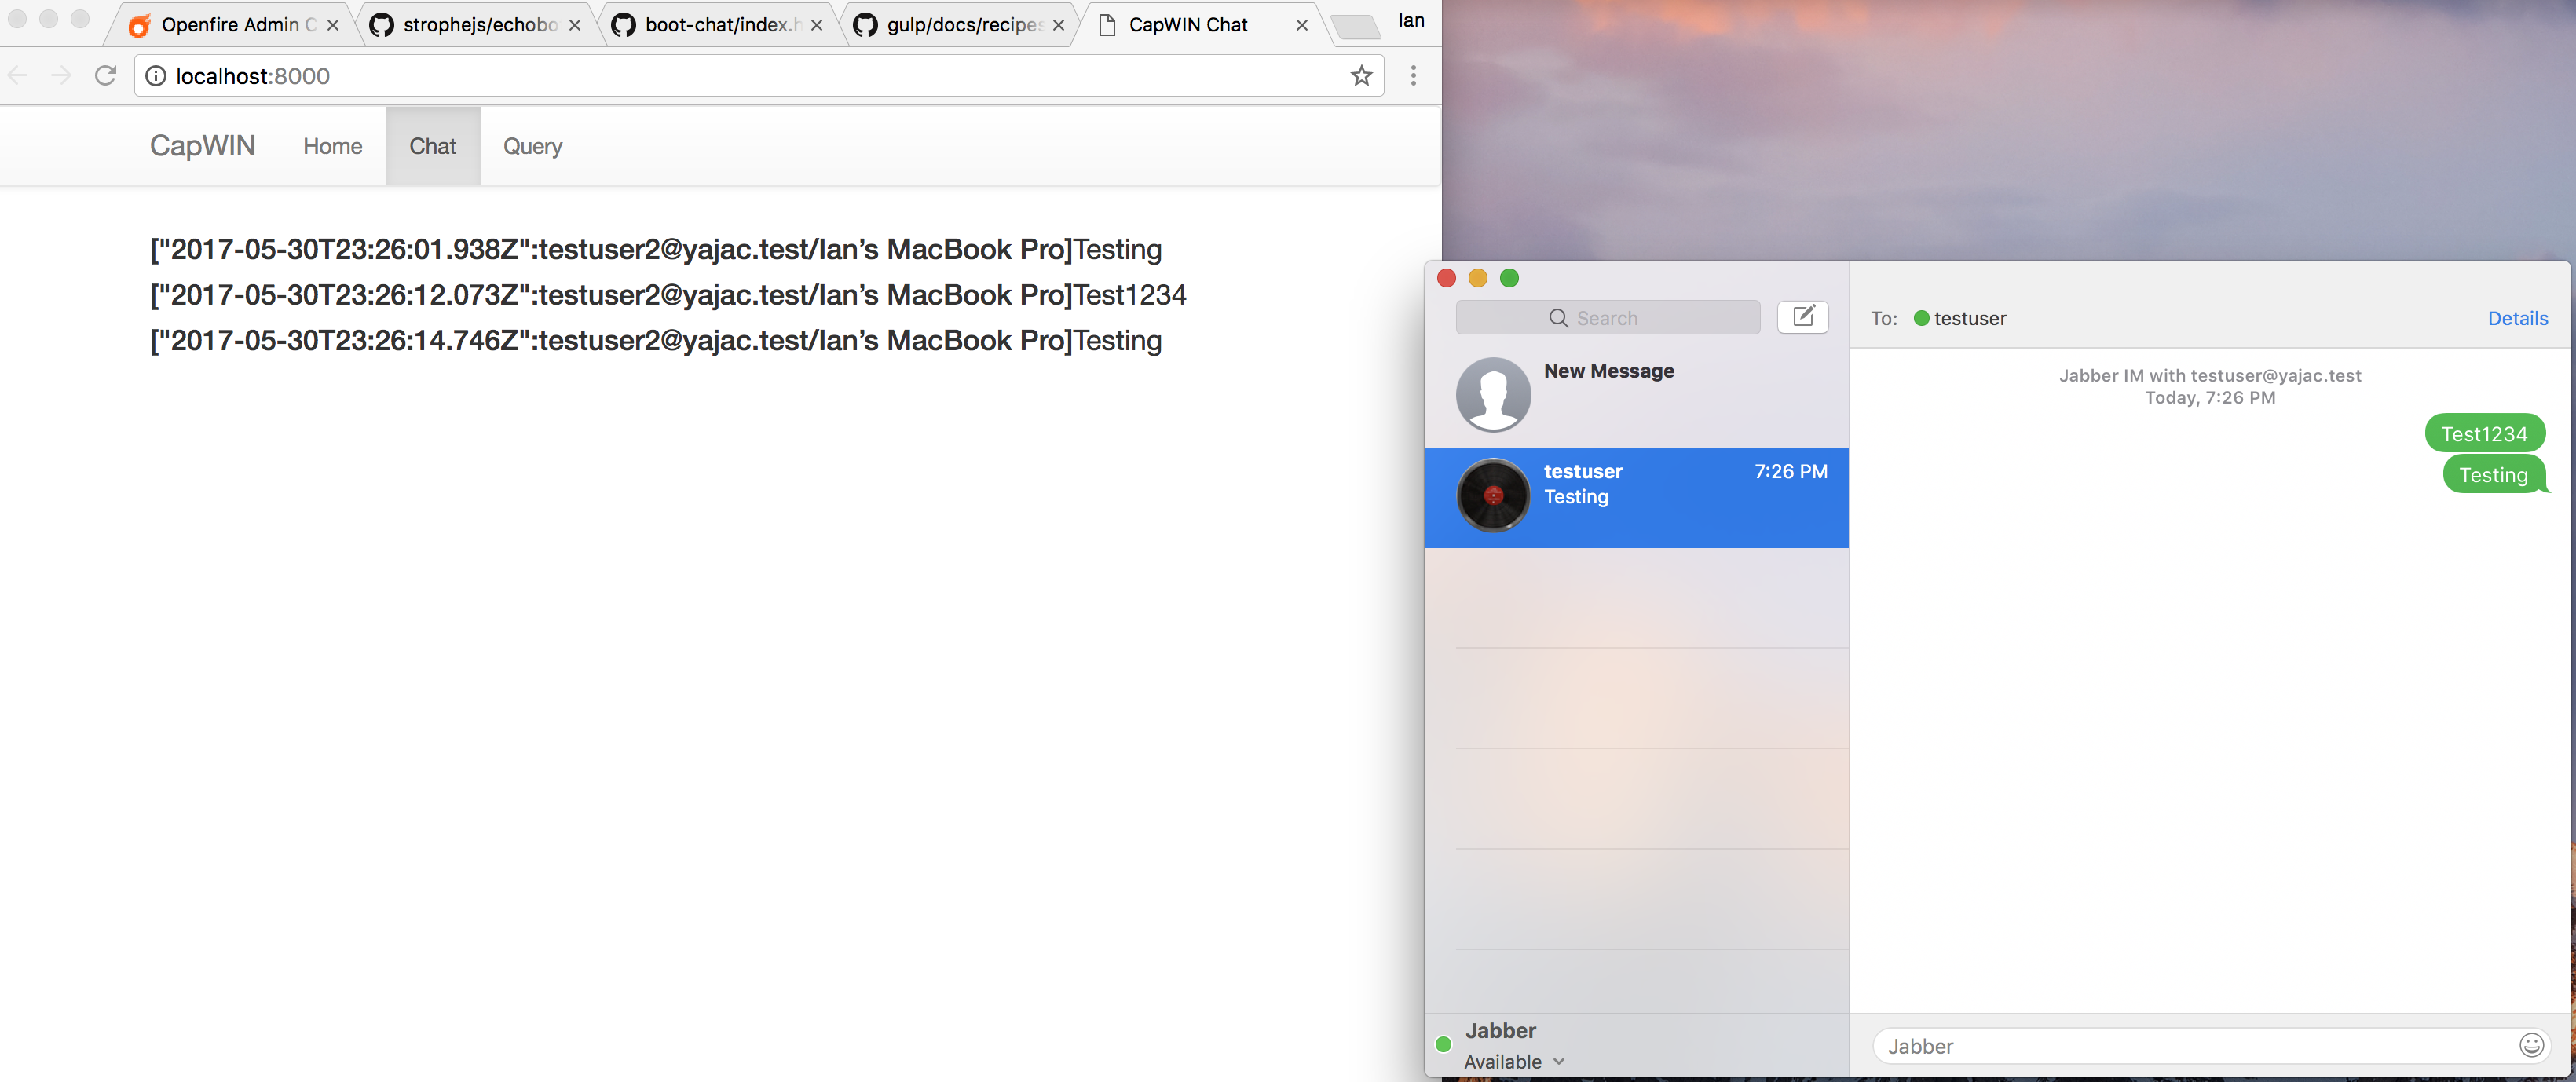 Openfire Admin C
strophejs/echobo
boot-chat/index.h
gulp/docs/recipes
CapWIN Chat
Ian
localhost:8000
CapWIN Home Chat Query
["2017-05-30T23:26:01.938Z":testuser2@yajac.test/Ian’s MacBook Pro]Testing
["2017-05-30T23:26:12.073Z":testuser2@yajac.test/Ian’s MacBook Pro]Test1234
["2017-05-30T23:26:14.746Z":testuser2@yajac.test/Ian’s MacBook Pro]Testing
Search
New Message
testuser 7:26 PM
Testing
Jabber
Available
To: testuser Details
Jabber IM with testuser@yajac.test
Today, 7:26 PM
Test1234
Testing
Jabber